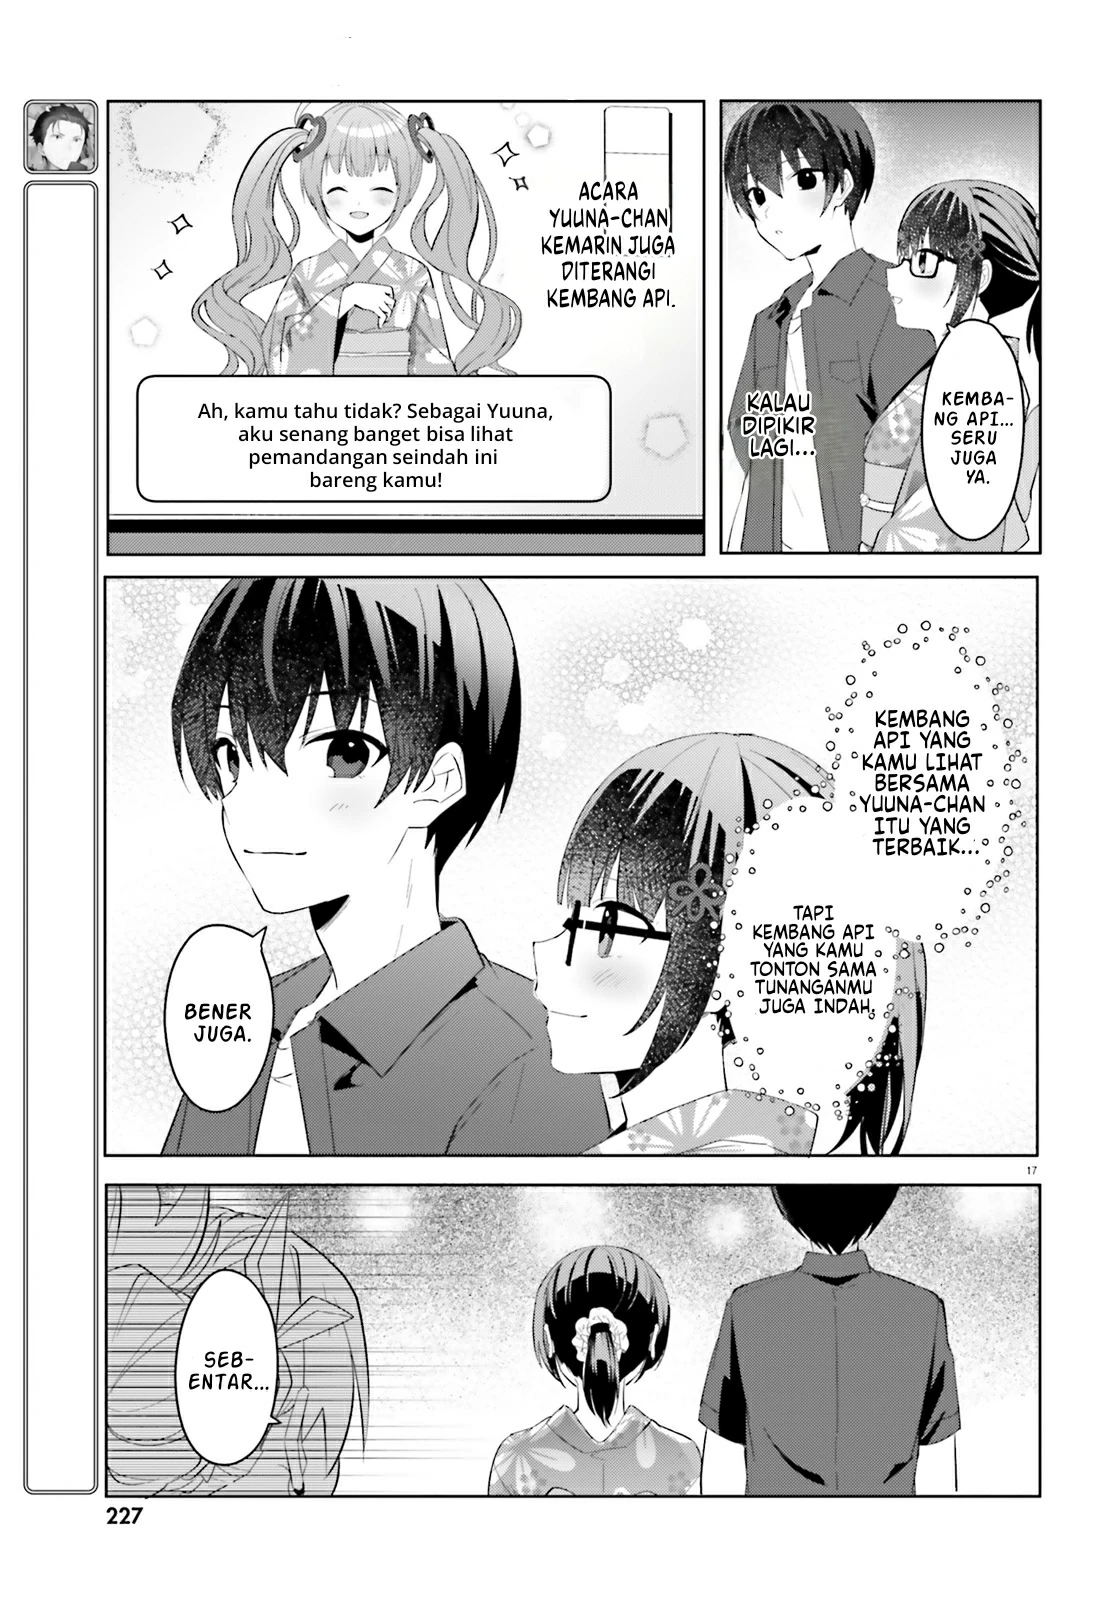 KEMBA-
NG API...
SERU
JUGA
YA.
KALAU
DIPIKIR
LAGI...
ACARA
YUUNA-CHAN
KEMARIN JUGA
DITERANGI
KEMBANG API.
Ah, kamu tahu tidak? Sebagai Yuuna,
aku senang banget bisa lihat
pemandangan seindah ini
bareng kamu!
KEMBANG
API YANG
KAMU LIHAT
BERSAMA
YUUNA-CHAN
ITU YANG
TERBAIK...
TAPI
KEMBANG API
YANG KAMU
TONTON SAMA
TUNANGANMU
JUGA INDAH.
BENER
JUGA.
17
SEB-
ENTAR...
227